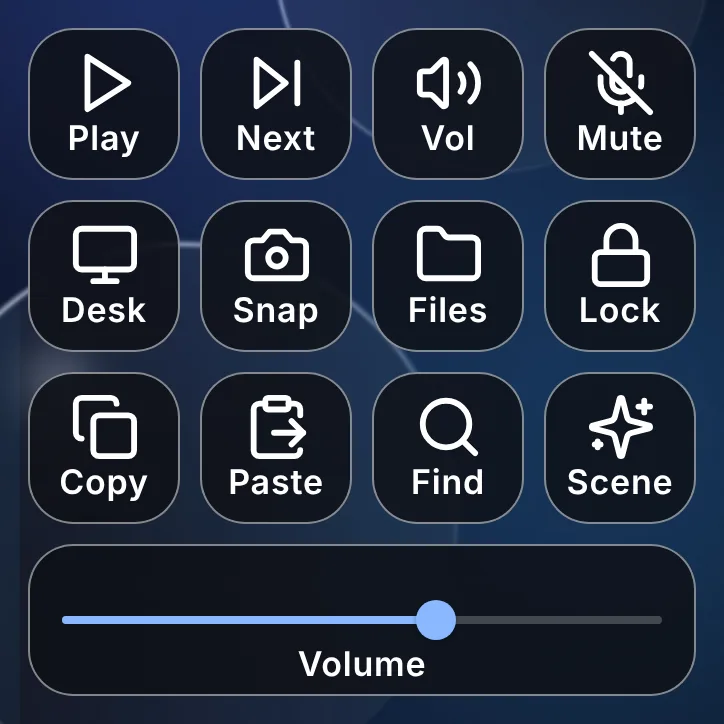 Play
Next
Vol
Mute
Desk
Snap
Files
Lock
Copy
Paste
Find
Scene
Volume